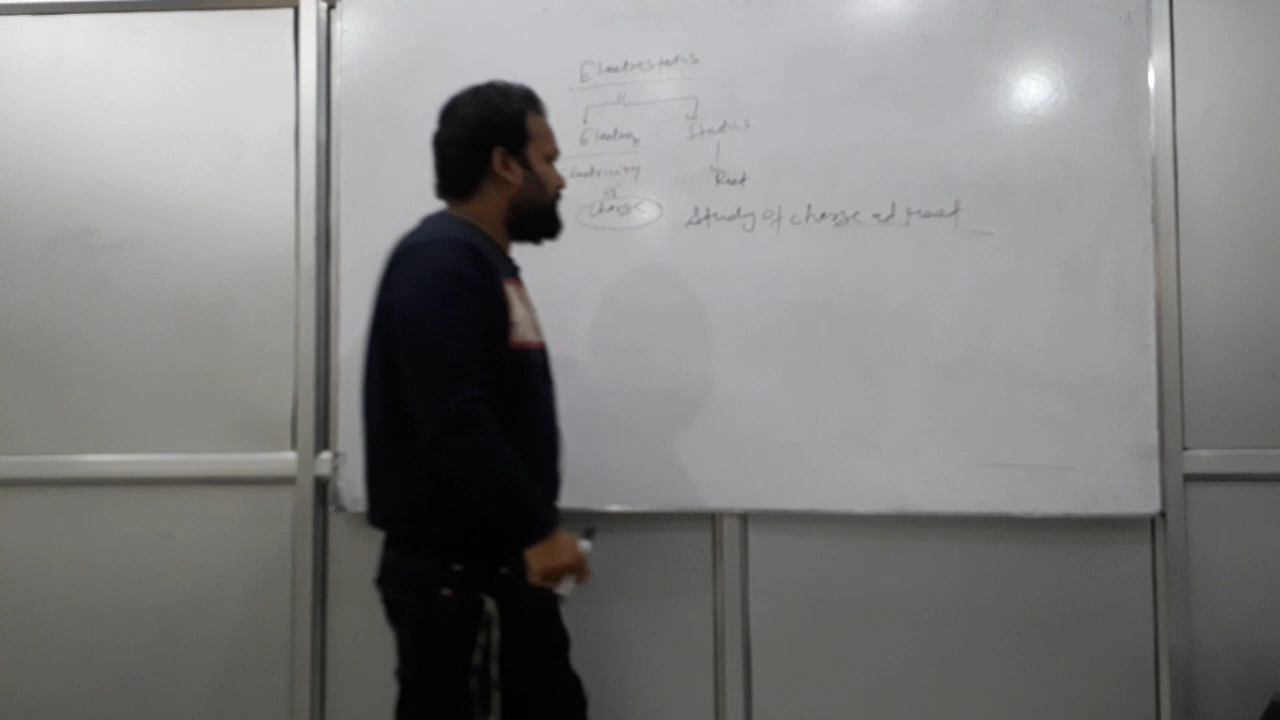 Electrostatics
Electro Statics
Electricity Rest
or
Charge Study of charge at rest